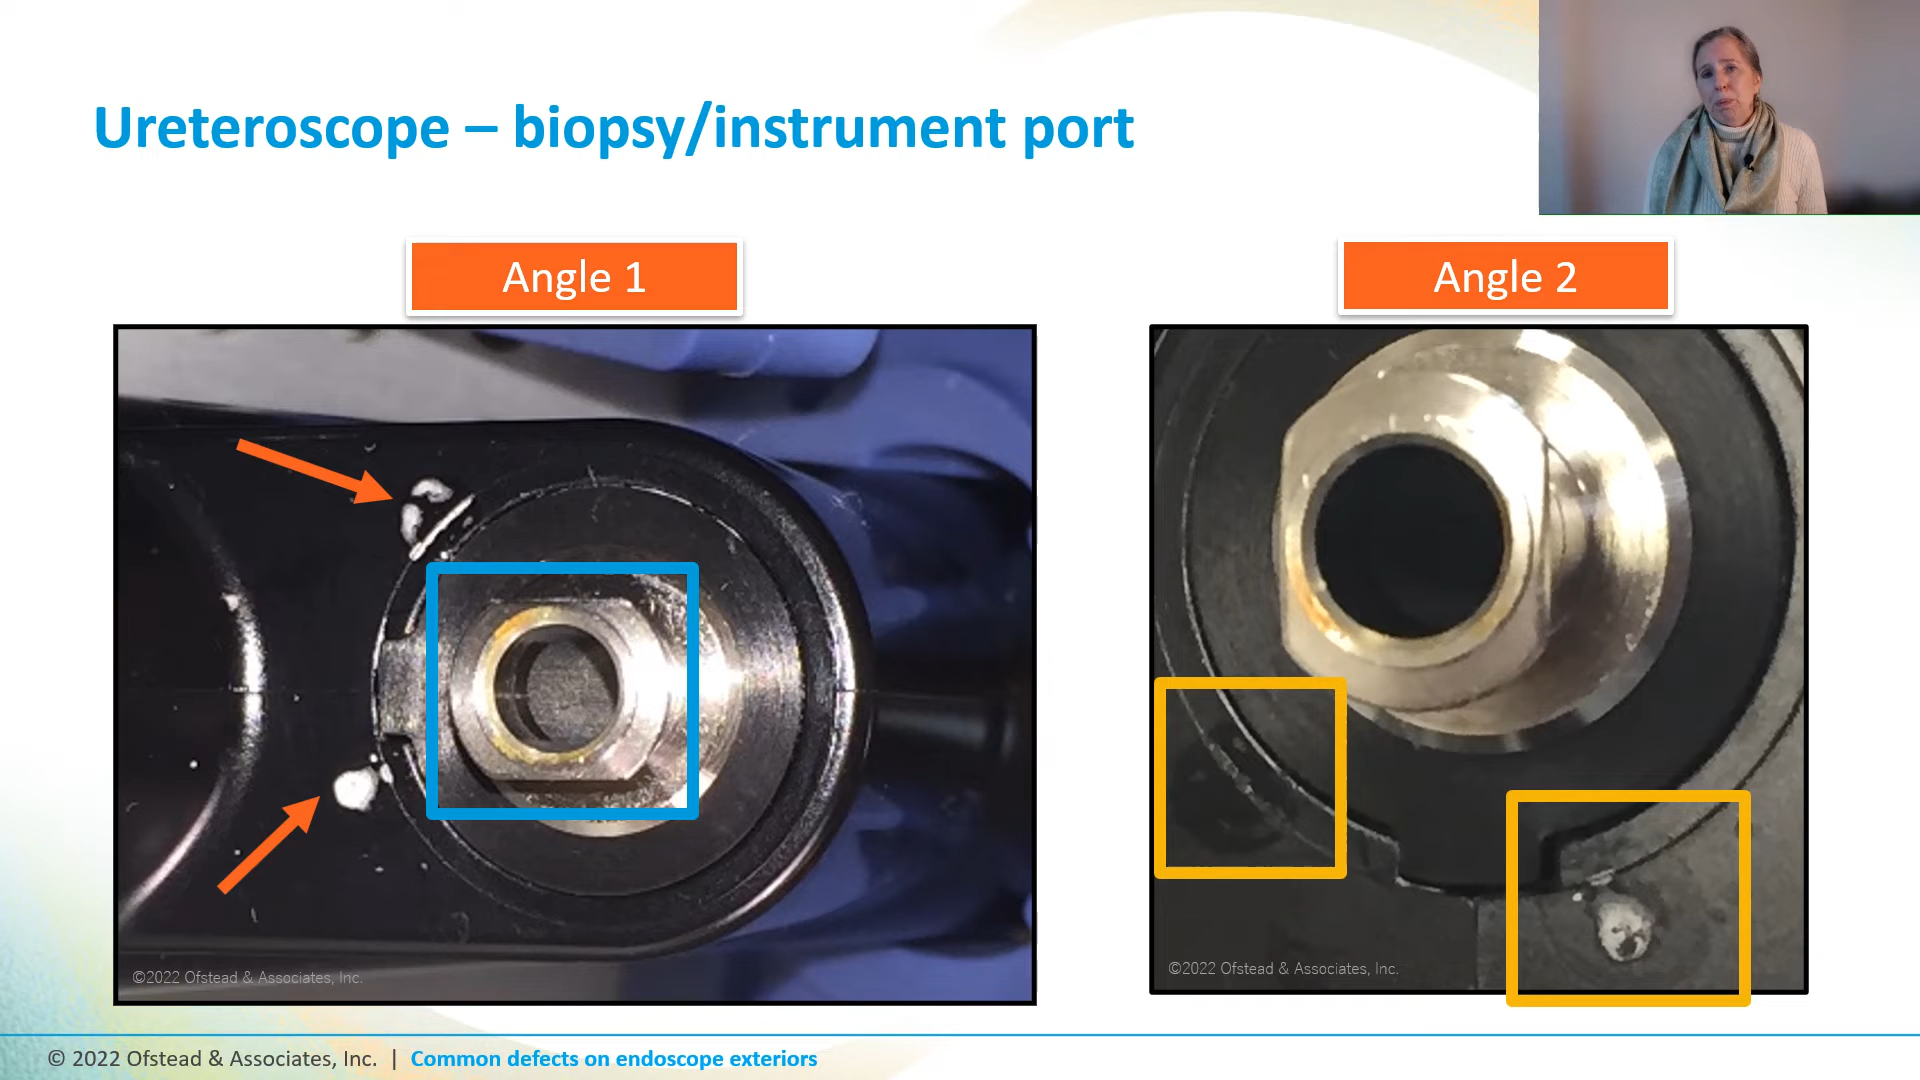 Ureteroscope – biopsy/instrument port
Angle 1
Angle 2
©2022 Ofstead & Associates, Inc.
©2022 Ofstead & Associates, Inc.
© 2022 Ofstead & Associates, Inc. | Common defects on endoscope exteriors